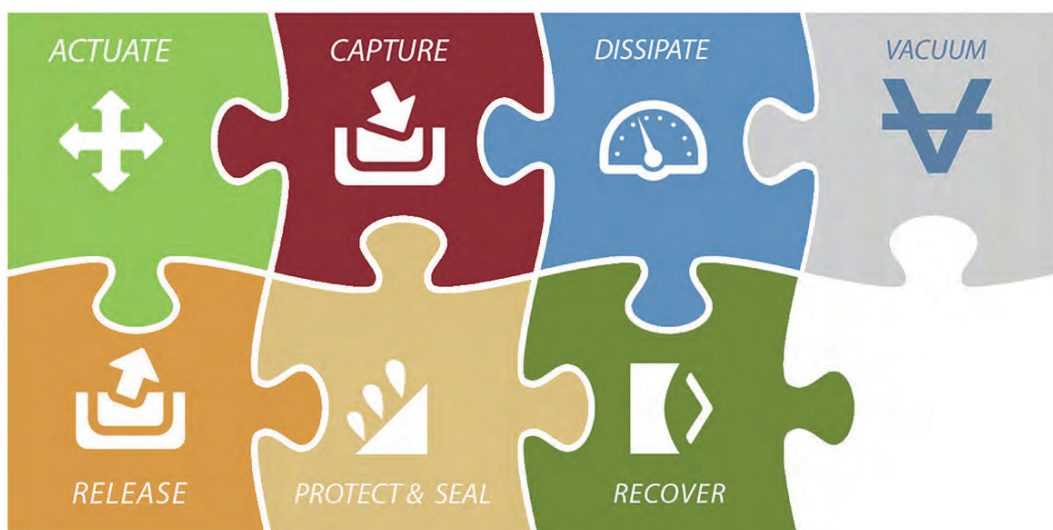 ACTUATE
CAPTURE
DISSIPATE
VACUUM
RELEASE
PROTECT & SEAL
RECOVER